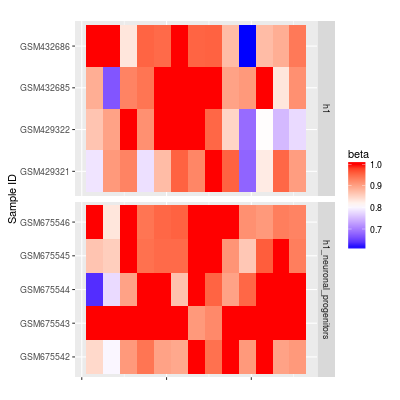 Sample ID
GSM432686
GSM432685
GSM429322
GSM429321
h1
GSM675546
GSM675545
GSM675544
GSM675543
GSM675542
h1_neuronal_progenitors
beta
1.0
0.9
0.8
0.7